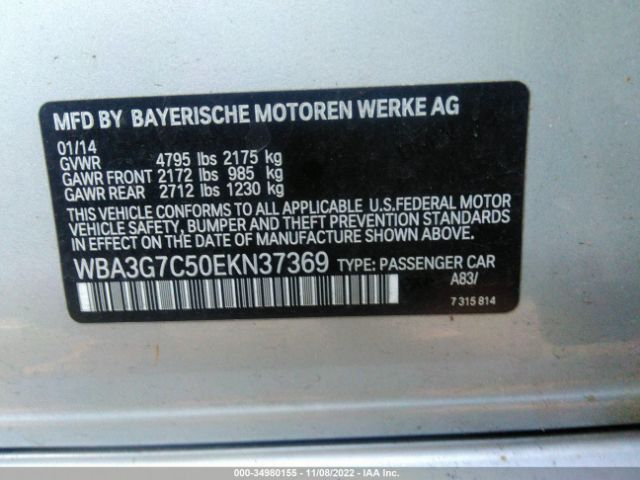 MFD BY BAYERISCHE MOTOREN WERKE AG
01/14
GVWR 4795 lbs 2175 kg
GAWR FRONT 2172 lbs 985 kg
GAWR REAR 2712 lbs 1230 kg
THIS VEHICLE CONFORMS TO ALL APPLICABLE U.S.FEDERAL MOTOR
VEHICLE SAFETY, BUMPER AND THEFT PREVENTION STANDARDS
IN EFFECT ON THE DATE OF MANUFACTURE SHOWN ABOVE.
WBA3G7C50EKN37369 TYPE: PASSENGER CAR
A83/
7 315 814
000-34980155 - 11/08/2022 - IAA Inc.